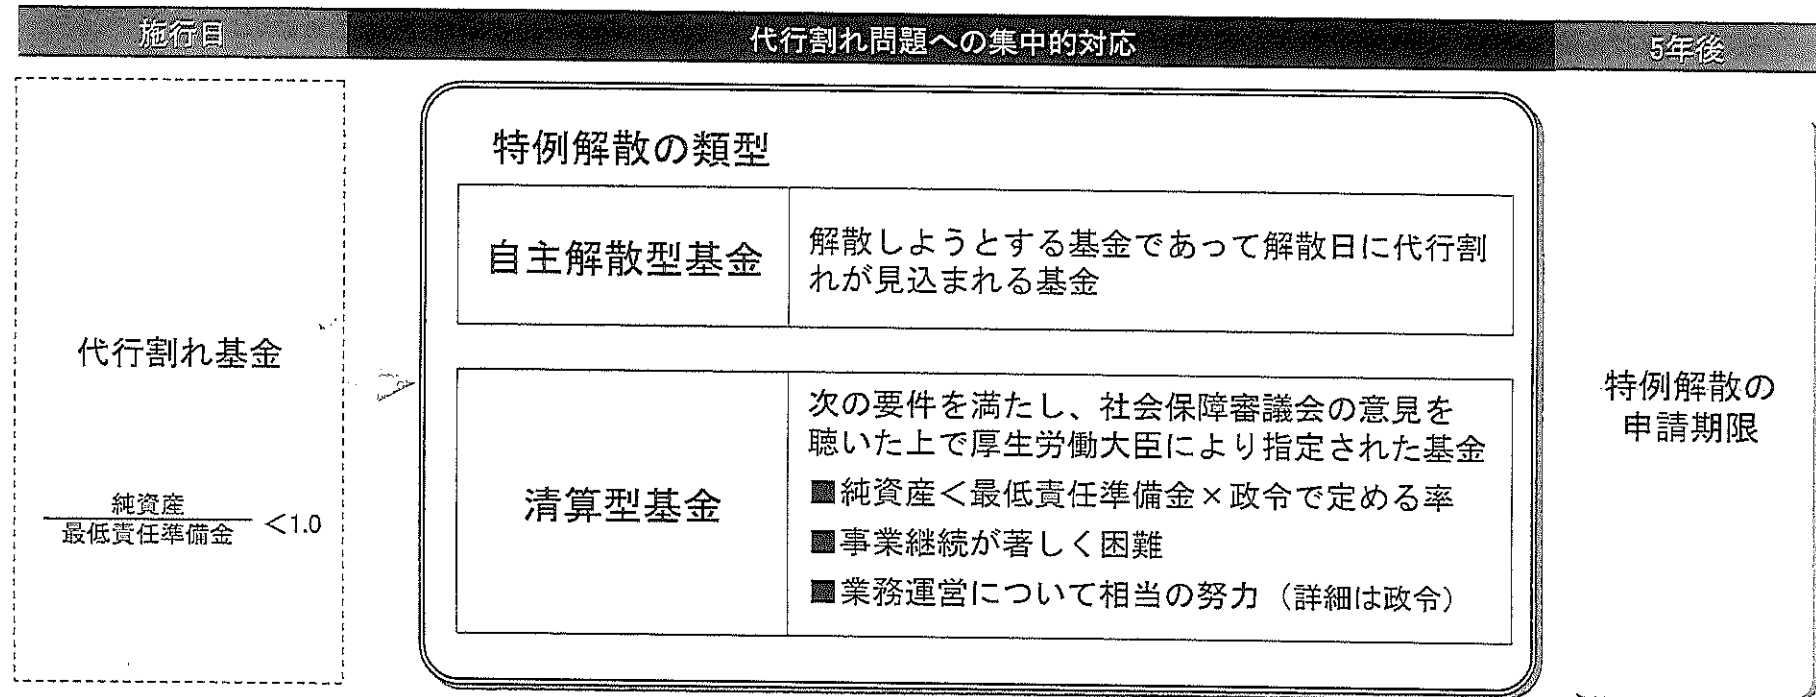 施行日
代行割れ問題への集中的対応
5年後
代行割れ基金
純資産
最低責任準備金
<1.0
特例解散の類型
自主解散型基金
解散しようとする基金であって解散日に代行割
れが見込まれる基金
清算型基金
次の要件を満たし、社会保障審議会の意見を
聴いた上で厚生労働大臣により指定された基金
■純資産<最低責任準備金×政令で定める率
■事業継続が著しく困難
■業務運営について相当の努力（詳細は政令）
特例解散の
申請期限